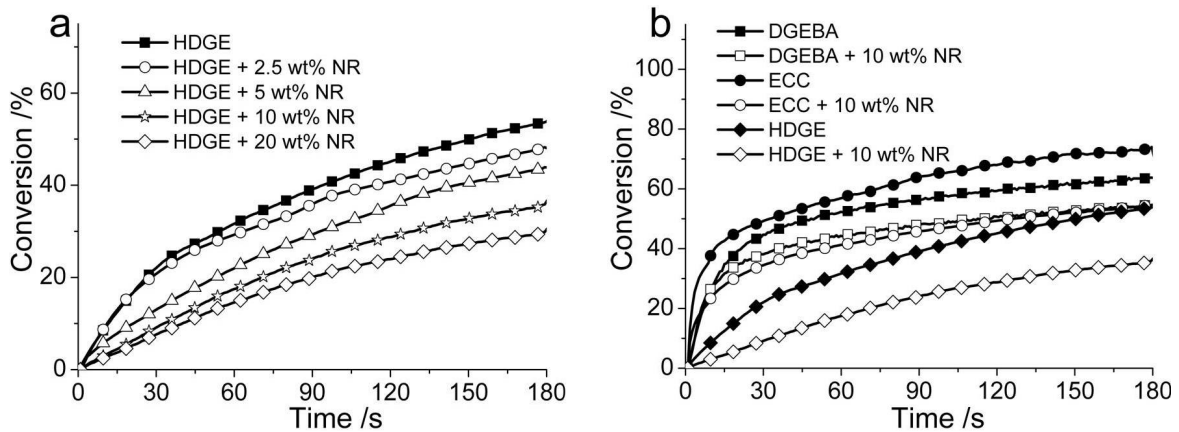 a
HDGE
HDGE + 2.5 wt% NR
HDGE + 5 wt% NR
HDGE + 10 wt% NR
HDGE + 20 wt% NR
Conversion /%
60
40
20
0
0 30 60 90 120 150 180
Time /s
b
DGEBA
DGEBA + 10 wt% NR
ECC
ECC + 10 wt% NR
HDGE
HDGE + 10 wt% NR
Conversion /%
100
80
60
40
20
0
0 30 60 90 120 150 180
Time /s